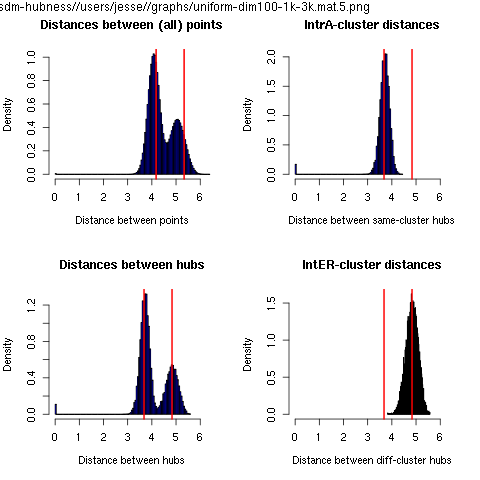 sdm-hubness//users/jesse//graphs/uniform-dim100-1k-3k.mat.5.png
Distances between (all) points
Density
0.0 0.2 0.4 0.6 0.8 1.0
0 1 2 3 4 5 6
Distance between points
IntrA-cluster distances
Density
0.0 0.5 1.0 1.5 2.0
0 1 2 3 4 5 6
Distance between same-cluster hubs
Distances between hubs
Density
0.0 0.4 0.8 1.2
0 1 2 3 4 5 6
Distance between hubs
IntER-cluster distances
Density
0.0 0.5 1.0 1.5
0 1 2 3 4 5 6
Distance between diff-cluster hubs